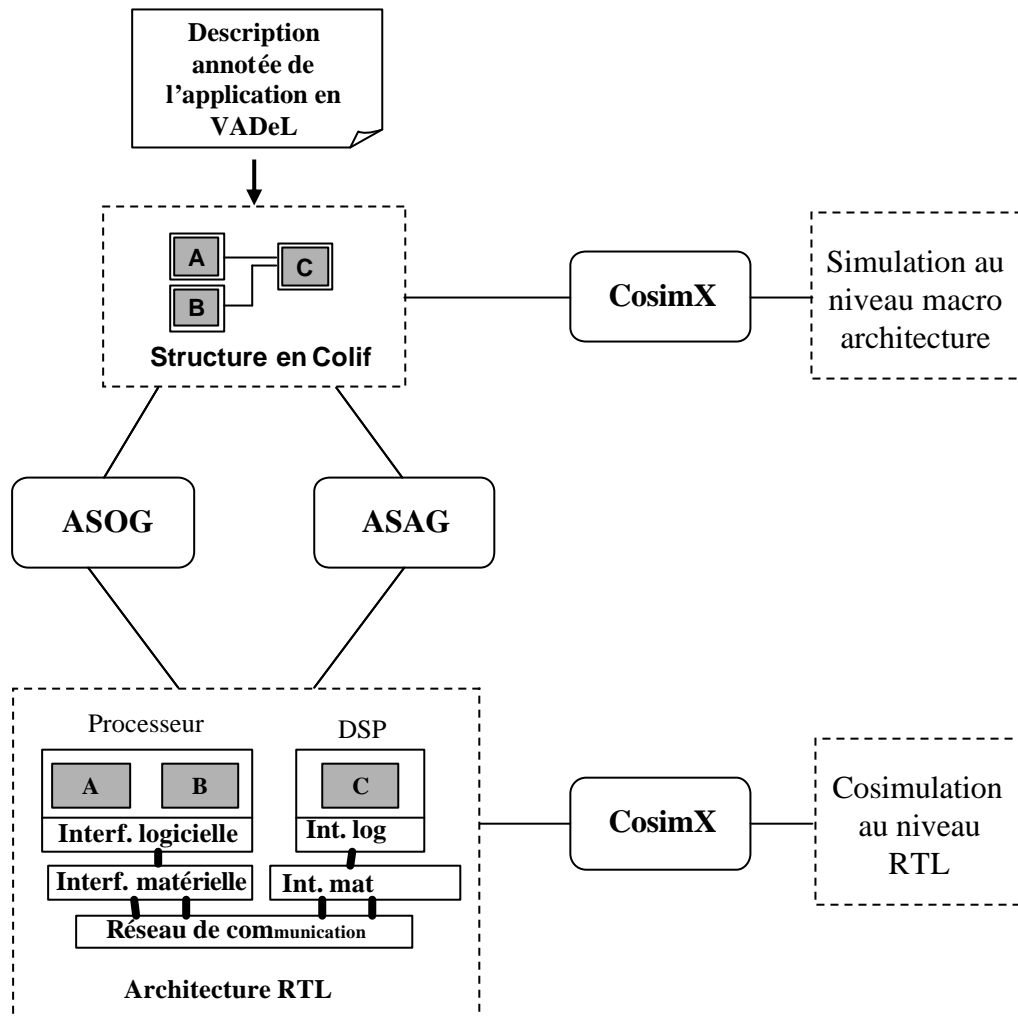 Description
annotée de
l'application en
VADeL
A
C
B
Structure en Colif
CosimX
Simulation au
niveau macro
architecture
ASOG
ASAG
Processeur
DSP
A
B
C
Interf. logicielle
Int. log
Interf. matérielle
Int. mat
Réseau de communication
Architecture RTL
CosimX
Cosimulation
au niveau
RTL